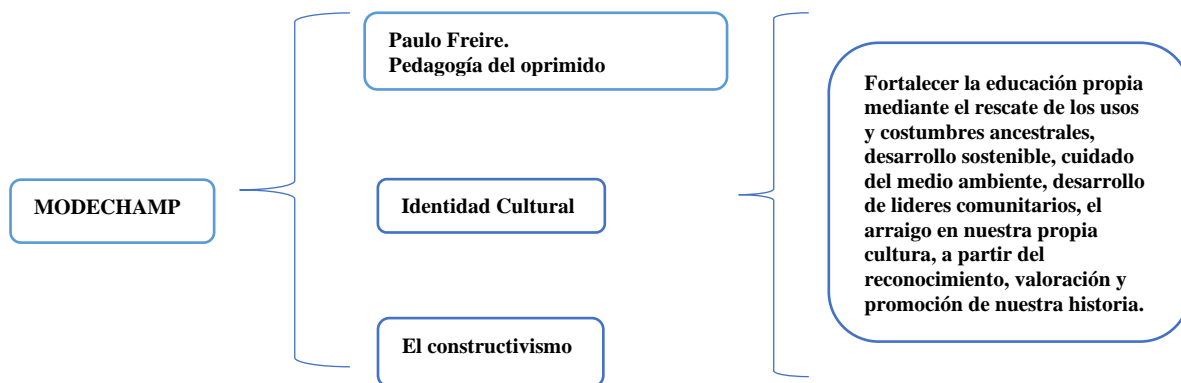 Paulo Freire.
Pedagogía del oprimido
MODECHAMP
Identidad Cultural
El constructivismo
Fortalecer la educación propia
mediante el rescate de los usos
y costumbres ancestrales,
desarrollo sostenible, cuidado
del medio ambiente, desarrollo
de lideres comunitarios, el
arraigo en nuestra propia
cultura, a partir del
reconocimiento, valoración y
promoción de nuestra historia.